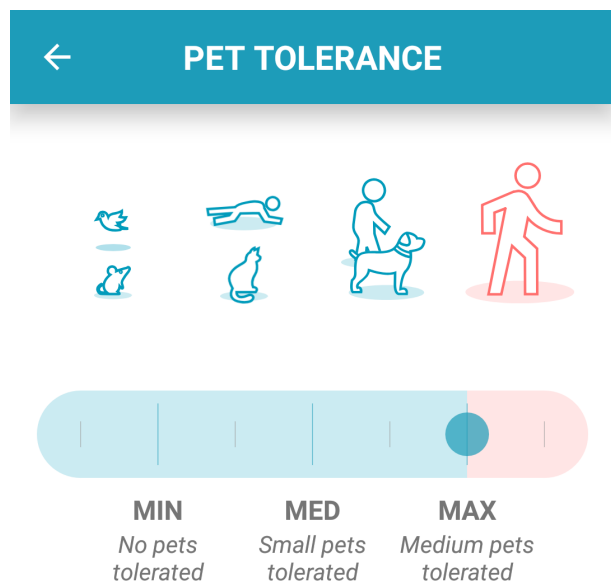 PET TOLERANCE
MIN MED MAX
No pets Small pets Medium pets
tolerated tolerated tolerated